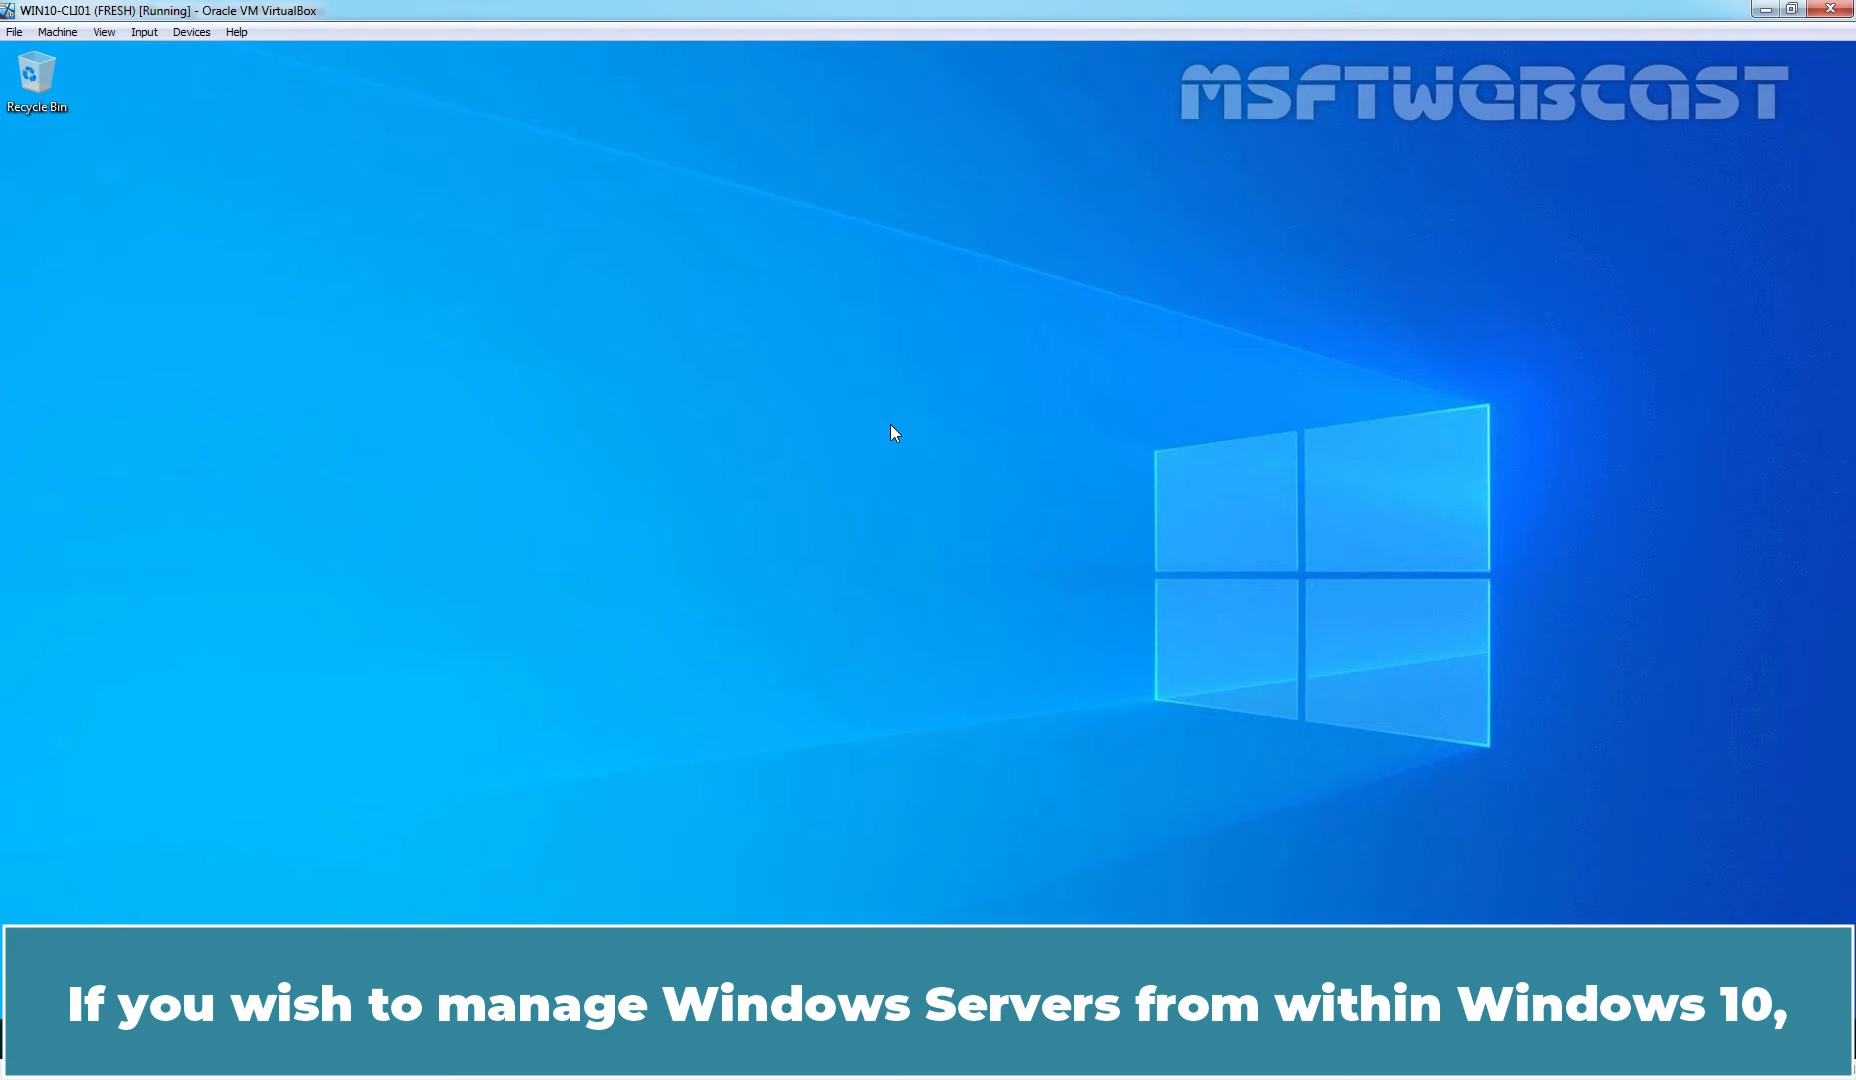 WIN10-CLI01 (FRESH) [Running] - Oracle VM VirtualBox
File Machine View Input Devices Help
MSFTWEBCAST
Recycle Bin
If you wish to manage Windows Servers from within Windows 10,